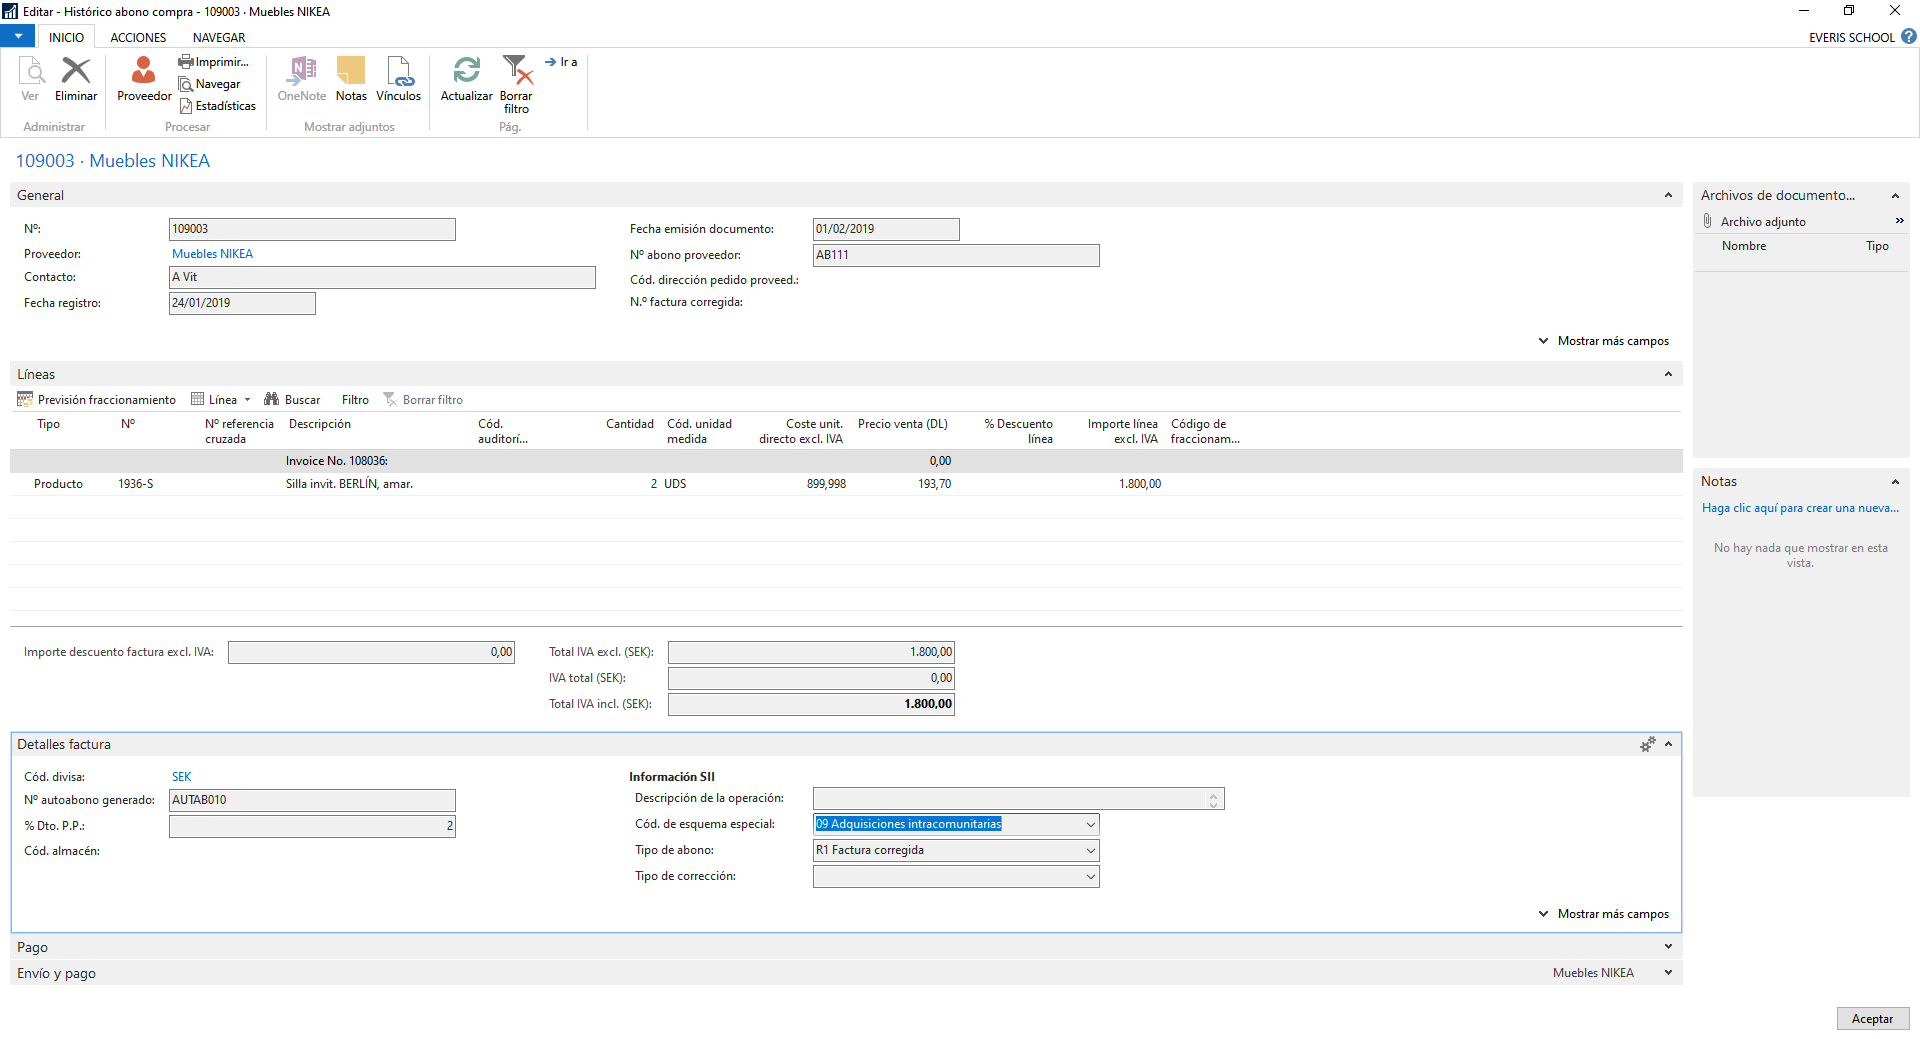 Editar - Histórico abono compra - 109003 · Muebles NIKEA
INICIO ACCIONES NAVEGAR
EVERIS SCHOOL ?
Ver
Eliminar
Administrar
Proveedor
Imprimir...
Navegar
Estadísticas
Procesar
OneNote
Notas
Vínculos
Mostrar adjuntos
Actualizar
Borrar
filtro
Ir a
Pág.
109003 · Muebles NIKEA
General
Nº: 109003
Proveedor: Muebles NIKEA
Contacto: A Vit
Fecha registro: 24/01/2019
Fecha emisión documento: 01/02/2019
Nº abono proveedor: AB111
Cód. dirección pedido proveed.:
N.º factura corregida:
Mostrar más campos
Líneas
Previsión fraccionamiento Línea Buscar Filtro Borrar filtro
Tipo Nº Nº referencia Descripción Cód. Cantidad Cód. unidad Coste unit. Precio venta (DL) % Descuento Importe línea Código de
cruzada auditorí... medida directo excl. IVA línea excl. IVA fraccionam...
Invoice No. 108036: 0,00
Producto 1936-S Silla invit. BERLÍN, amar. 2 UDS 899,998 193,70 1.800,00
Importe descuento factura excl. IVA: 0,00
Total IVA excl. (SEK): 1.800,00
IVA total (SEK): 0,00
Total IVA incl. (SEK): 1.800,00
Detalles factura
Cód. divisa: SEK
Nº autoabono generado: AUTAB010
% Dto. P.P.: 2
Cód. almacén:
Información SII
Descripción de la operación:
Cód. de esquema especial: 09 Adquisiciones intracomunitarias
Tipo de abono: R1 Factura corregida
Tipo de corrección:
Mostrar más campos
Pago
Envío y pago Muebles NIKEA
Archivos de documento...
Archivo adjunto »
Nombre Tipo
Notas
Haga clic aquí para crear una nueva...
No hay nada que mostrar en esta
vista.
Aceptar